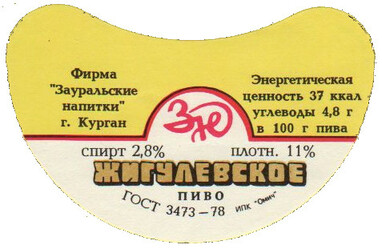 Фирма
"Зауральские
напитки"
г. Курган
Энергетическая
ценность 37 ккал
углеводы 4,8 г
в 100 г пива
спирт 2,8%
плотн. 11%
ЖИГУЛЕВСКОЕ
ПИВО
ГОСТ 3473—78
ИПК "Омич"